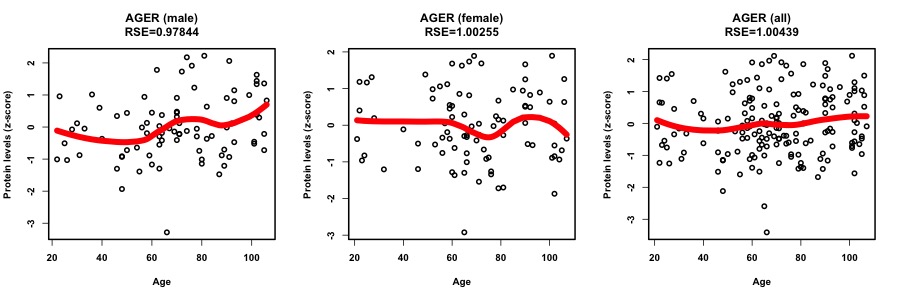 AGER (male)
RSE=0.97844
Protein levels (z-score)
2
1
0
-1
-2
-3
20
40
60
80
100
Age
AGER (female)
RSE=1.00255
Protein levels (z-score)
2
1
0
-1
-2
-3
20
40
60
80
100
Age
AGER (all)
RSE=1.00439
Protein levels (z-score)
2
1
0
-1
-2
-3
20
40
60
80
100
Age